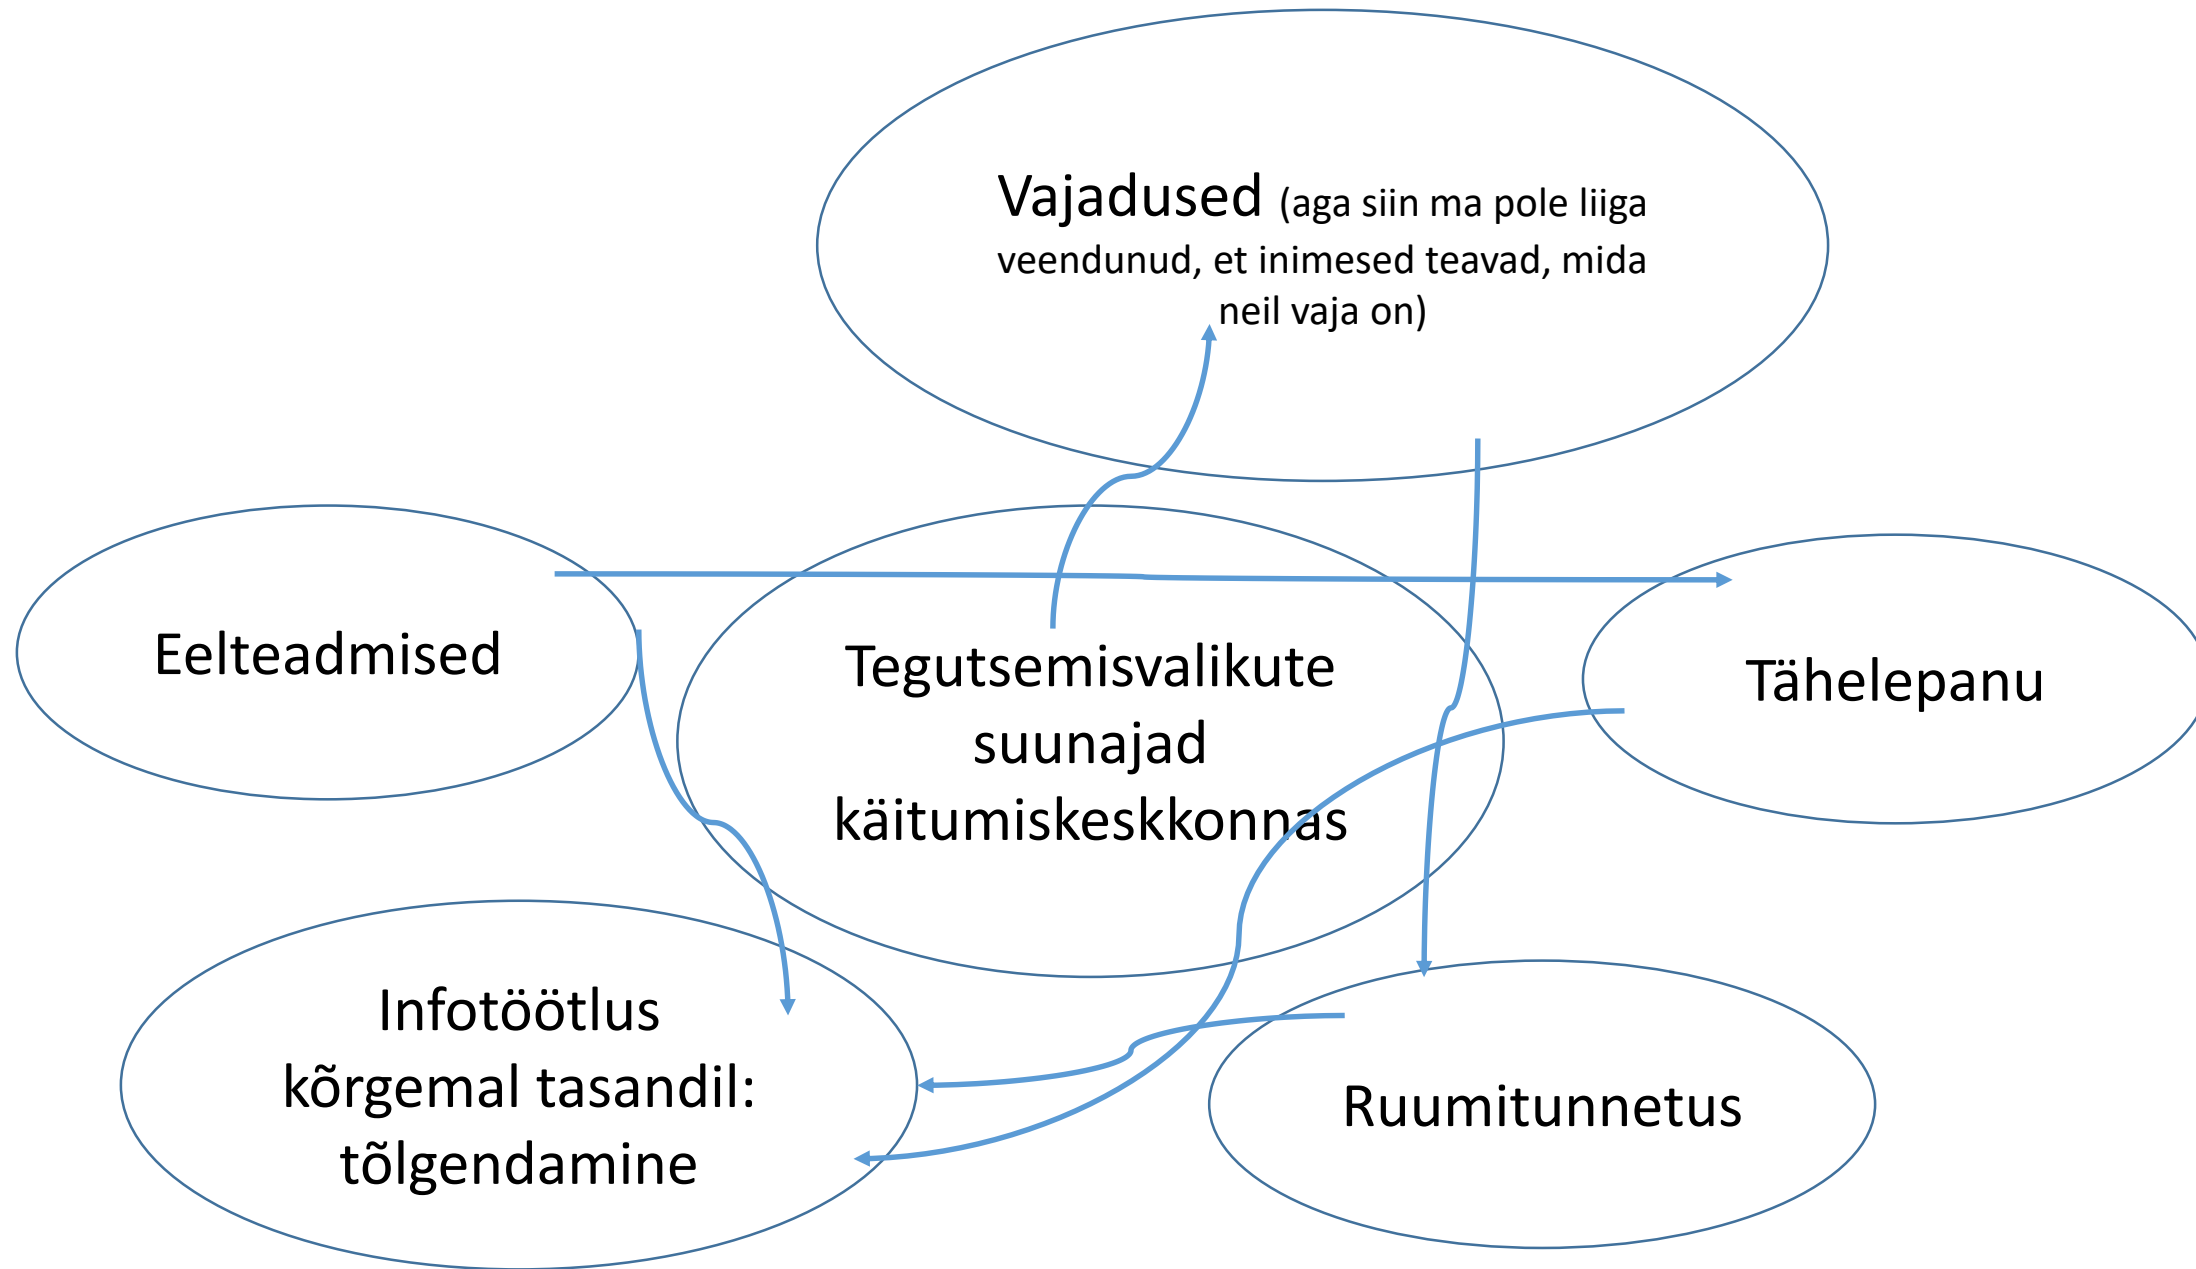 Vajadused (aga siin ma pole liiga
veendunud, et inimesed teavad, mida
neil vaja on)
Eelteadmised
Tegutsemisvalikute
suunajad
käitumiskeskkonnas
Tähelepanu
Infotöötlus
kõrgemal tasandil:
tõlgendamine
Ruumitunnetus